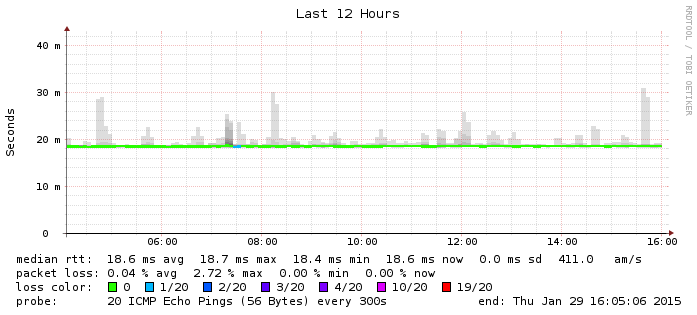 Last 12 Hours
RRDTOOL / TOBI OETIKER
Seconds
40 m
30 m
20 m
10 m
0
06:00 08:00 10:00 12:00 14:00 16:00
median rtt: 18.6 ms avg 18.7 ms max 18.4 ms min 18.6 ms now 0.0 ms sd 411.0 am/s
packet loss: 0.04 % avg 2.72 % max 0.00 % min 0.00 % now
loss color: 0 1/20 2/20 3/20 4/20 10/20 19/20
probe: 20 ICMP Echo Pings (56 Bytes) every 300s end: Thu Jan 29 16:05:06 2015